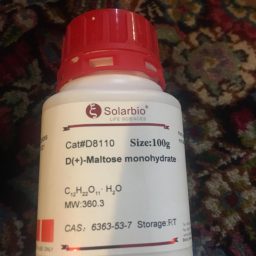 Solarbio®
LIFE SCIENCES
Cat#D8110 Size:100g
D(+)-Maltose monohydrate
C12H22O11·H2O
MW:360.3
CAS: 6363-53-7 Storage:RT